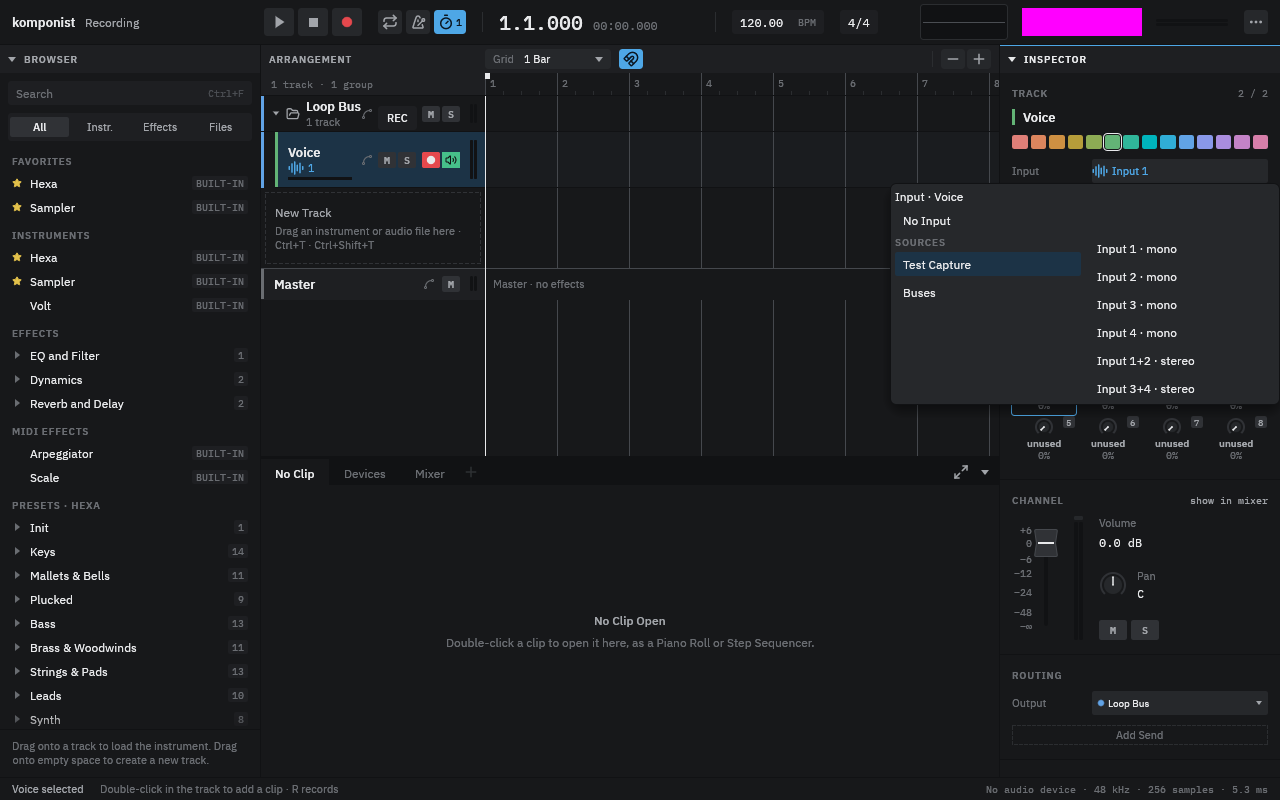 komponist Recording
1
1.1.000 00:00.000
120.00 BPM 4/4
BROWSER
Search Ctrl+F
All Instr. Effects Files
FAVORITES
Hexa BUILT-IN
Sampler BUILT-IN
INSTRUMENTS
Hexa BUILT-IN
Sampler BUILT-IN
Volt BUILT-IN
EFFECTS
EQ and Filter 1
Dynamics 2
Reverb and Delay 2
MIDI EFFECTS
Arpeggiator BUILT-IN
Scale BUILT-IN
PRESETS · HEXA
Init 1
Keys 14
Mallets & Bells 11
Plucked 9
Bass 13
Brass & Woodwinds 11
Strings & Pads 13
Leads 10
Synth 8
Drag onto a track to load the instrument. Drag
onto empty space to create a new track.
ARRANGEMENT
Grid 1 Bar
1 track · 1 group
1 2 3 4 5 6 7 8
Loop Bus
1 track
REC
M S
Voice
1
M S
New Track
Drag an instrument or audio file here ·
Ctrl+T · Ctrl+Shift+T
Master M
Master · no effects
No Clip Devices Mixer
No Clip Open
Double-click a clip to open it here, as a Piano Roll or Step Sequencer.
INSPECTOR
TRACK 2 / 2
Voice
Input Input 1
Input · Voice
No Input
SOURCES
Test Capture
Buses
Input 1 · mono
Input 2 · mono
Input 3 · mono
Input 4 · mono
Input 1+2 · stereo
Input 3+4 · stereo
0% 0% 0% 0%
5 6 7 8
unused unused unused unused
0% 0% 0% 0%
CHANNEL show in mixer
+6
0
−6
−12
−24
−48
−∞
Volume
0.0 dB
Pan
C
M S
ROUTING
Output Loop Bus
Add Send
Voice selected Double-click in the track to add a clip · R records
No audio device · 48 kHz · 256 samples · 5.3 ms